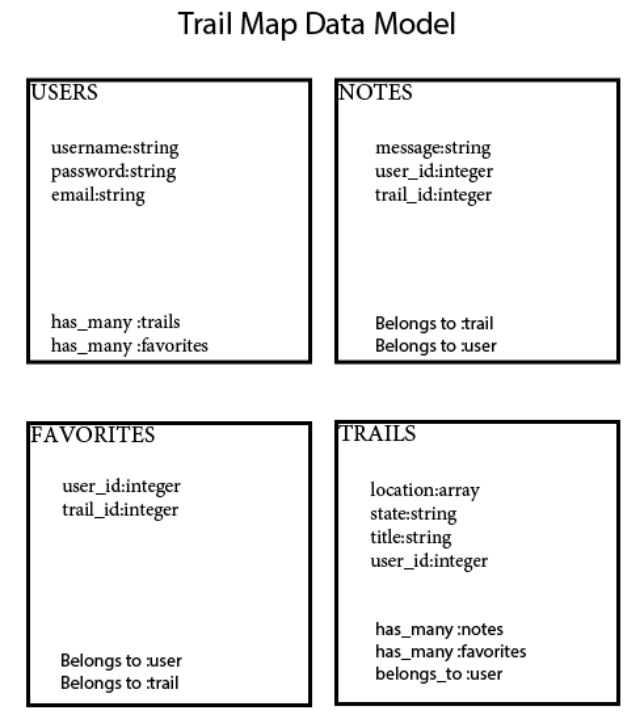 Trail Map Data Model
USERS
username:string
password:string
email:string
has_many :trails
has_many :favorites
NOTES
message:string
user_id:integer
trail_id:integer
Belongs to :trail
Belongs to :user
FAVORITES
user_id:integer
trail_id:integer
Belongs to :user
Belongs to :trail
TRAILS
location:array
state:string
title:string
user_id:integer
has_many :notes
has_many :favorites
belongs_to :user